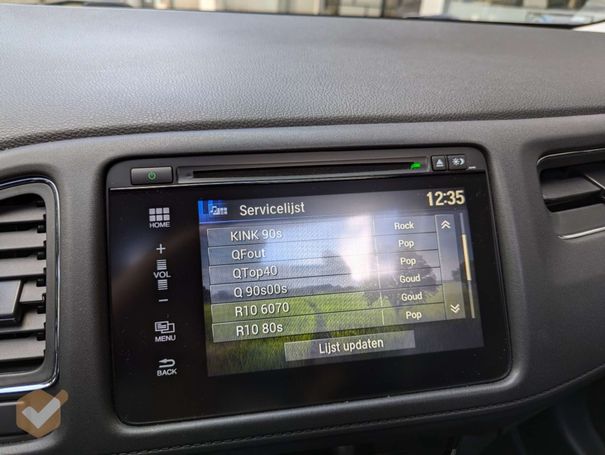 12:35
Servicelijst
HOME
KINK 90s Rock
QFout Pop
QTop40 Pop
Q 90s00s Goud
R10 6070 Goud
R10 80s Pop
+
VOL
−
MENU
BACK
Lijst updaten